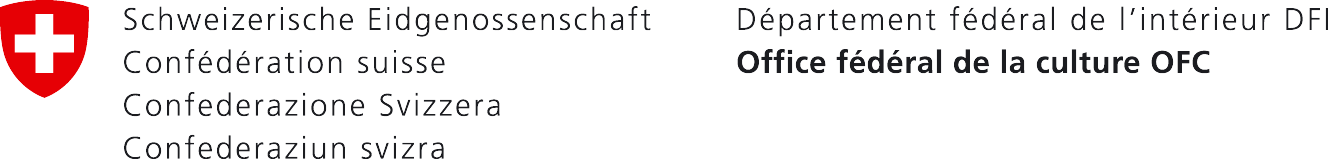 Schweizerische Eidgenossenschaft
Confédération suisse
Confederazione Svizzera
Confederaziun svizra
Département fédéral de l'intérieur DFI
Office fédéral de la culture OFC